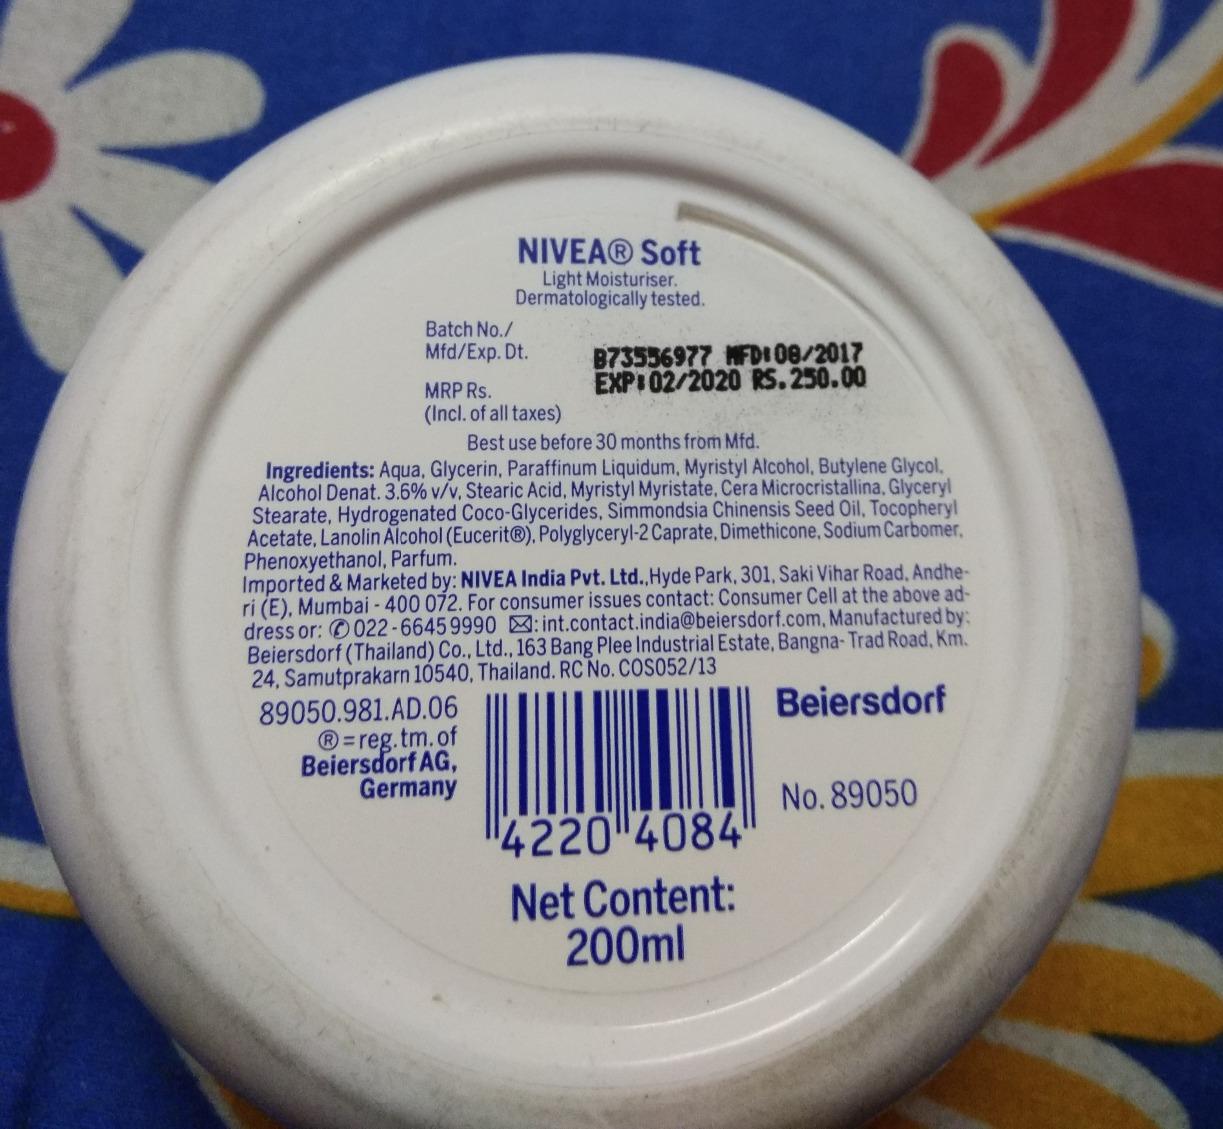 NIVEA® Soft
Light Moisturiser.
Dermatologically tested.
Batch No./
Mfd/Exp. Dt.
B73556977 MFD:08/2017
EXP:02/2020 RS.250.00
MRP Rs.
(Incl. of all taxes)
Best use before 30 months from Mfd.
Ingredients: Aqua, Glycerin, Paraffinum Liquidum, Myristyl Alcohol, Butylene Glycol,
Alcohol Denat. 3.6% v/v, Stearic Acid, Myristyl Myristate, Cera Microcristallina, Glyceryl
Stearate, Hydrogenated Coco-Glycerides, Simmondsia Chinensis Seed Oil, Tocopheryl
Acetate, Lanolin Alcohol (Eucerit®), Polyglyceryl-2 Caprate, Dimethicone, Sodium Carbomer,
Phenoxyethanol, Parfum.
Imported & Marketed by: NIVEA India Pvt. Ltd.,Hyde Park, 301, Saki Vihar Road, Andhe-
ri (E), Mumbai - 400 072. For consumer issues contact: Consumer Cell at the above ad-
dress or: ✆ 022 - 6645 9990 ✉: int.contact.india@beiersdorf.com, Manufactured by:
Beiersdorf (Thailand) Co., Ltd., 163 Bang Plee Industrial Estate, Bangna- Trad Road, Km.
24, Samutprakarn 10540, Thailand. RC No. COS052/13
89050.981.AD.06
® = reg.tm.of
Beiersdorf AG,
Germany
4220 4084
Beiersdorf
No. 89050
Net Content:
200ml